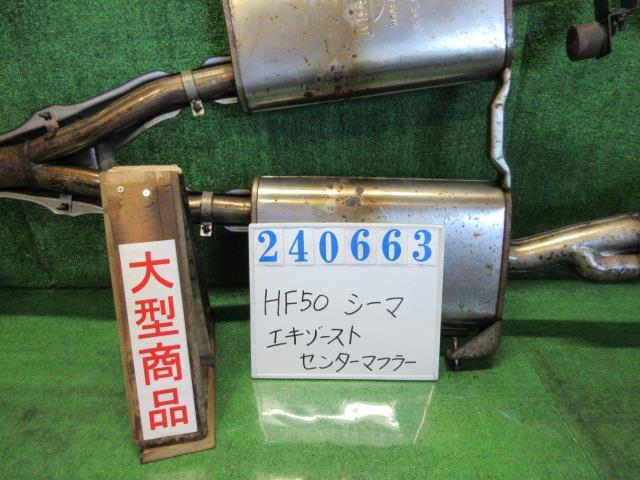 240663
HF50 シーマ
エキゾースト
センターマフラー
大型商品